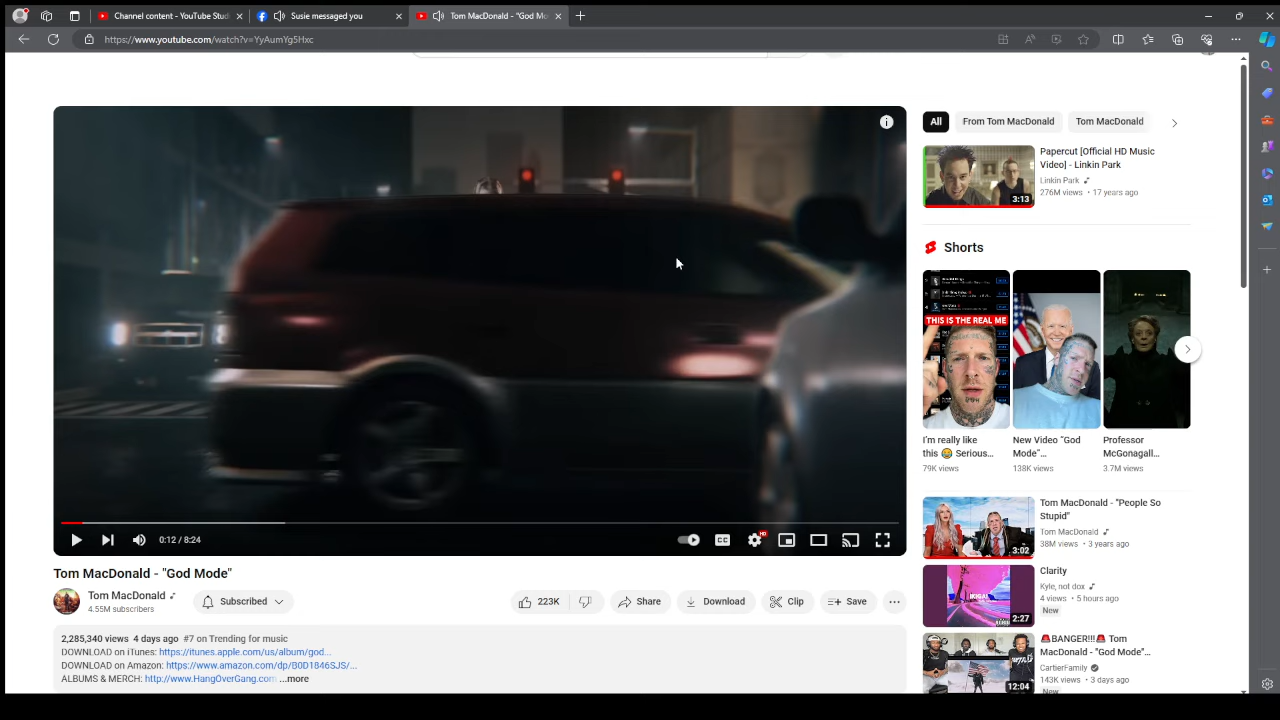 Channel content - YouTube Stud
Susie messaged you
Tom MacDonald - "God M
https://www.youtube.com/watch?v=YyAumYg5Hxc
All
From Tom MacDonald
Tom MacDonald
Papercut [Official HD Music
Video] - Linkin Park
Linkin Park
276M views • 17 years ago
3:13
Shorts
THIS IS THE REAL ME
I'm really like
this 😂 Serious...
79K views
New Video "God
Mode"...
138K views
Professor
McGonagall...
3.7M views
0:12 / 8:24
CC
HD
Tom MacDonald - "God Mode"
Tom MacDonald
4.55M subscribers
Subscribed
223K
Share
Download
Clip
Save
2,285,340 views 4 days ago #7 on Trending for music
DOWNLOAD on iTunes: https://itunes.apple.com/us/album/god...
DOWNLOAD on Amazon: https://www.amazon.com/dp/B0D1846SJS/...
ALBUMS & MERCH: http://www.HangOverGang.com ...more
Tom MacDonald - "People So
Stupid"
Tom MacDonald
38M views • 3 years ago
3:02
Clarity
Kyle, not dox
4 views • 5 hours ago
New
2:27
🚨BANGER!!!🚨 Tom
MacDonald - "God Mode"...
CartierFamily
143K views • 3 days ago
New
12:04